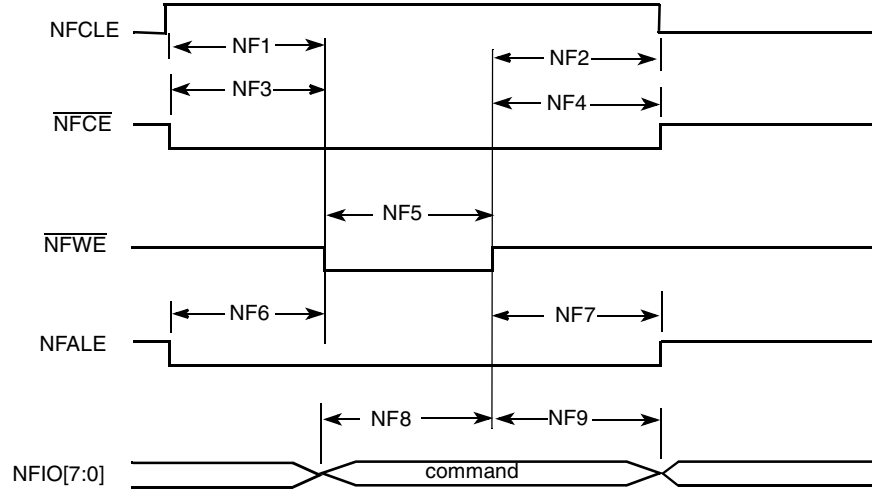 NFCLE
NF1
NF2
NF3
NF4
NFCE
NF5
NFWE
NF6
NF7
NFALE
NF8
NF9
NFIO[7:0]
command